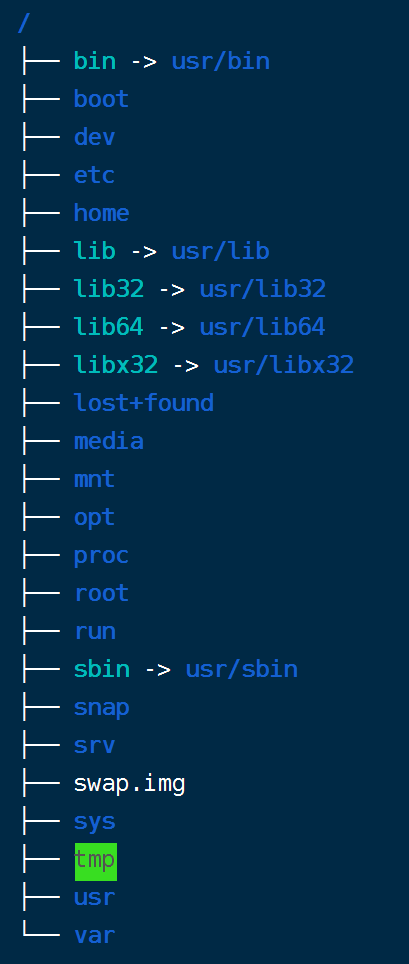 /
├── bin -> usr/bin
├── boot
├── dev
├── etc
├── home
├── lib -> usr/lib
├── lib32 -> usr/lib32
├── lib64 -> usr/lib64
├── libx32 -> usr/libx32
├── lost+found
├── media
├── mnt
├── opt
├── proc
├── root
├── run
├── sbin -> usr/sbin
├── snap
├── srv
├── swap.img
├── sys
├── tmp
├── usr
└── var